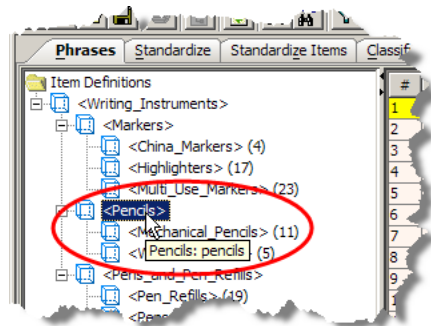 Phrases Standardize Standardize Items Classif
Item Definitions #
<Writing_Instruments> 1
<Markers> 2
<China_Markers> (4) 3
<Highlighters> (17) 4
<Multi_Use_Markers> (23) 5
<Pencils> 6
<Mechanical_Pencils> (11) 7
Pencils: pencils (5) 8
<Pens_and_Pen_Refills> 9
<Pen_Refills> (19) 1